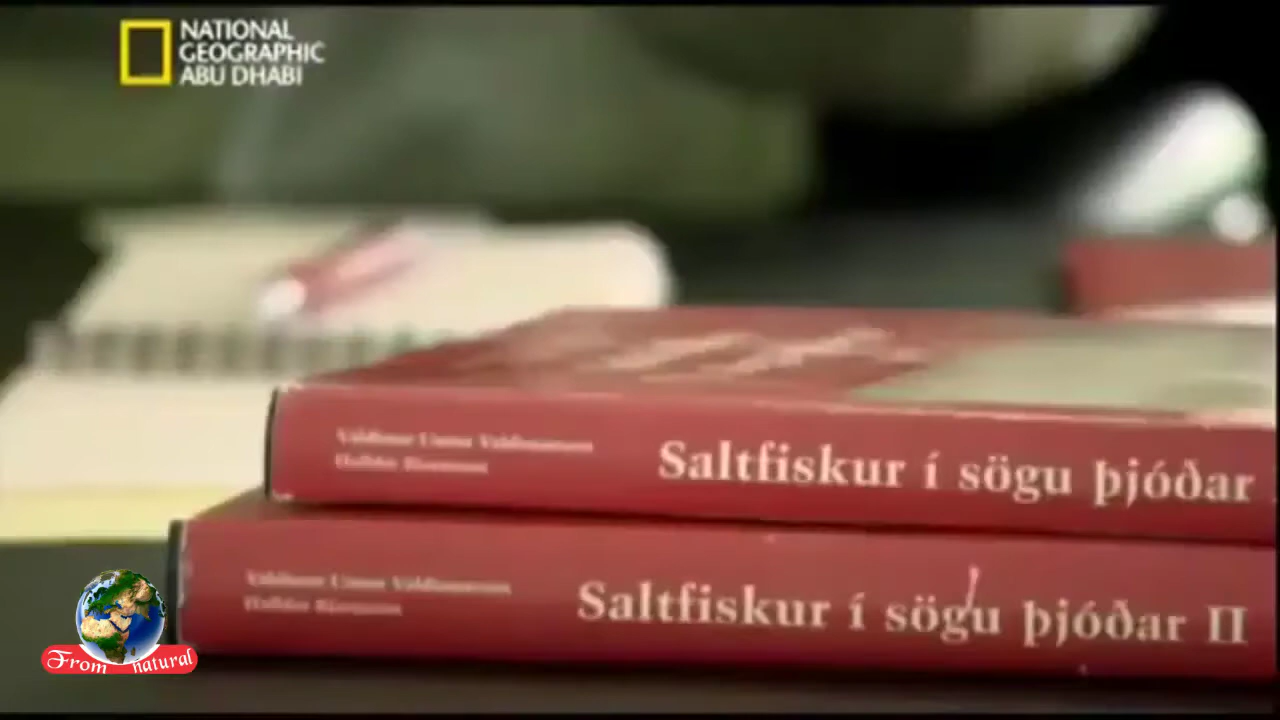 NATIONAL
GEOGRAPHIC
ABU DHABI
Saltfiskur í sögu þjóðar
Saltfiskur í sögu þjóðar II
From natural